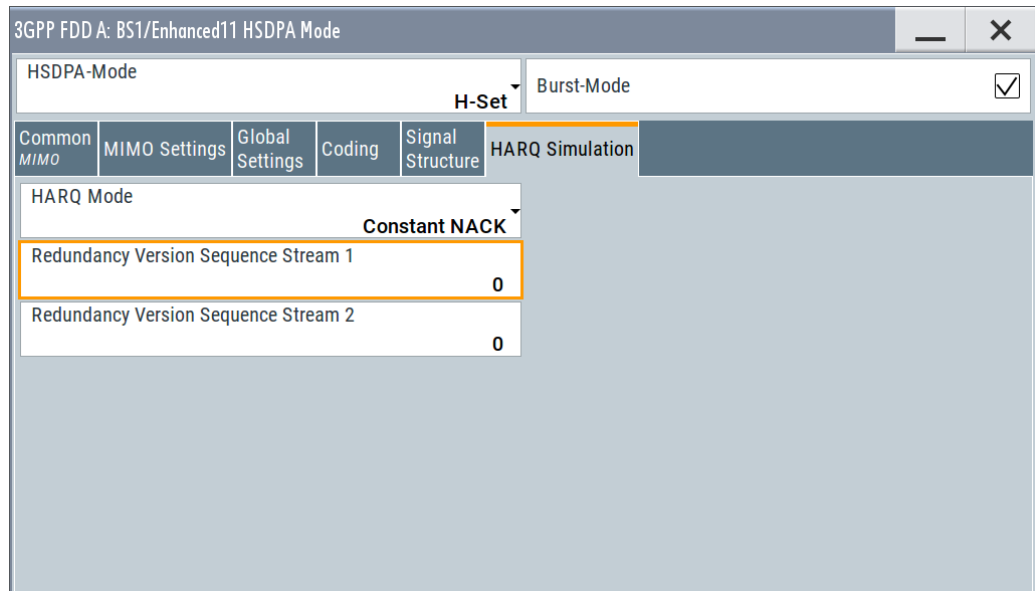 3GPP FDD A: BS1/Enhanced11 HSDPA Mode
HSDPA-Mode
H-Set
Burst-Mode
Common
MIMO
MIMO Settings
Global
Settings
Coding
Signal
Structure
HARQ Simulation
HARQ Mode
Constant NACK
Redundancy Version Sequence Stream 1
0
Redundancy Version Sequence Stream 2
0